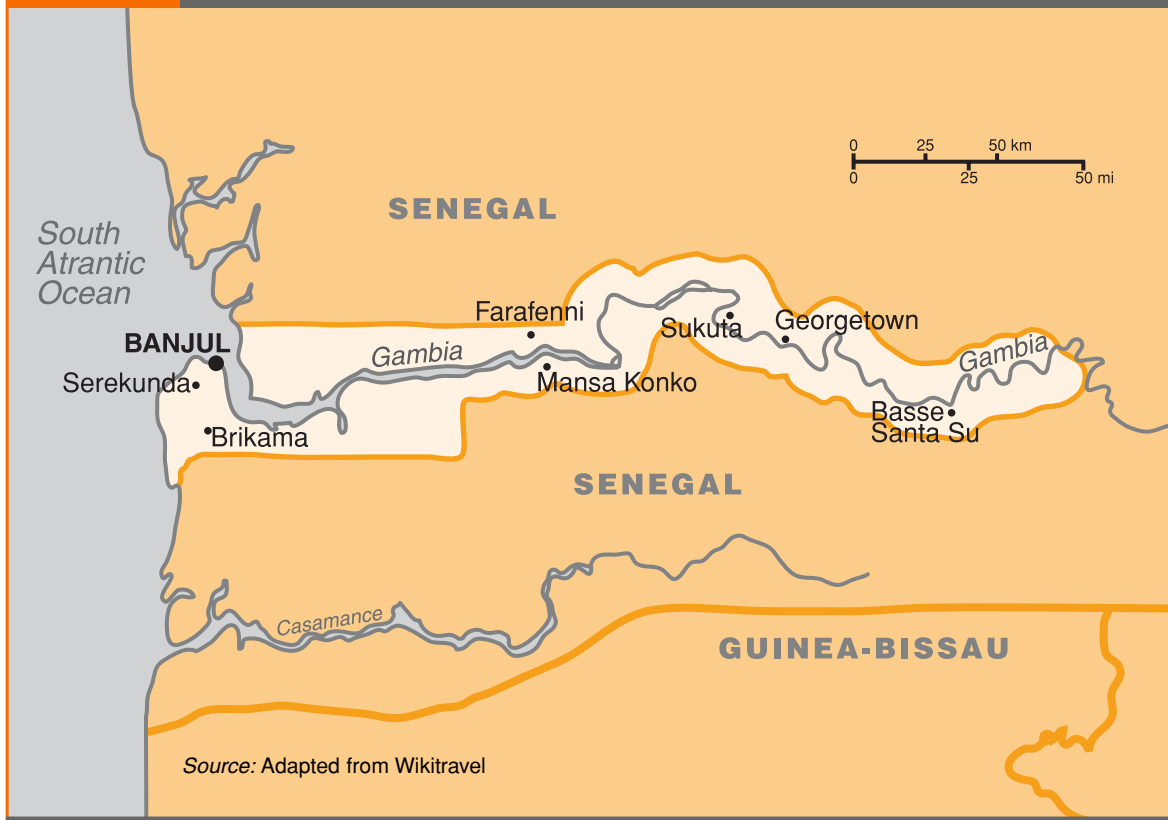 0 25 50 km
0 25 50 mi
SENEGAL
South
Atrantic
Ocean
Farafenni
Sukuta
Georgetown
BANJUL
Gambia
Gambia
Serekunda
Mansa Konko
Basse
Santa Su
Brikama
SENEGAL
Casamance
GUINEA-BISSAU
Source: Adapted from Wikitravel